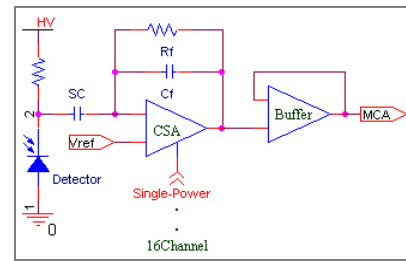 HV
Rf
SC
Cf
2
CSA
Vref
Buffer
MCA
Detector
Single-Power
1
0
16Channel